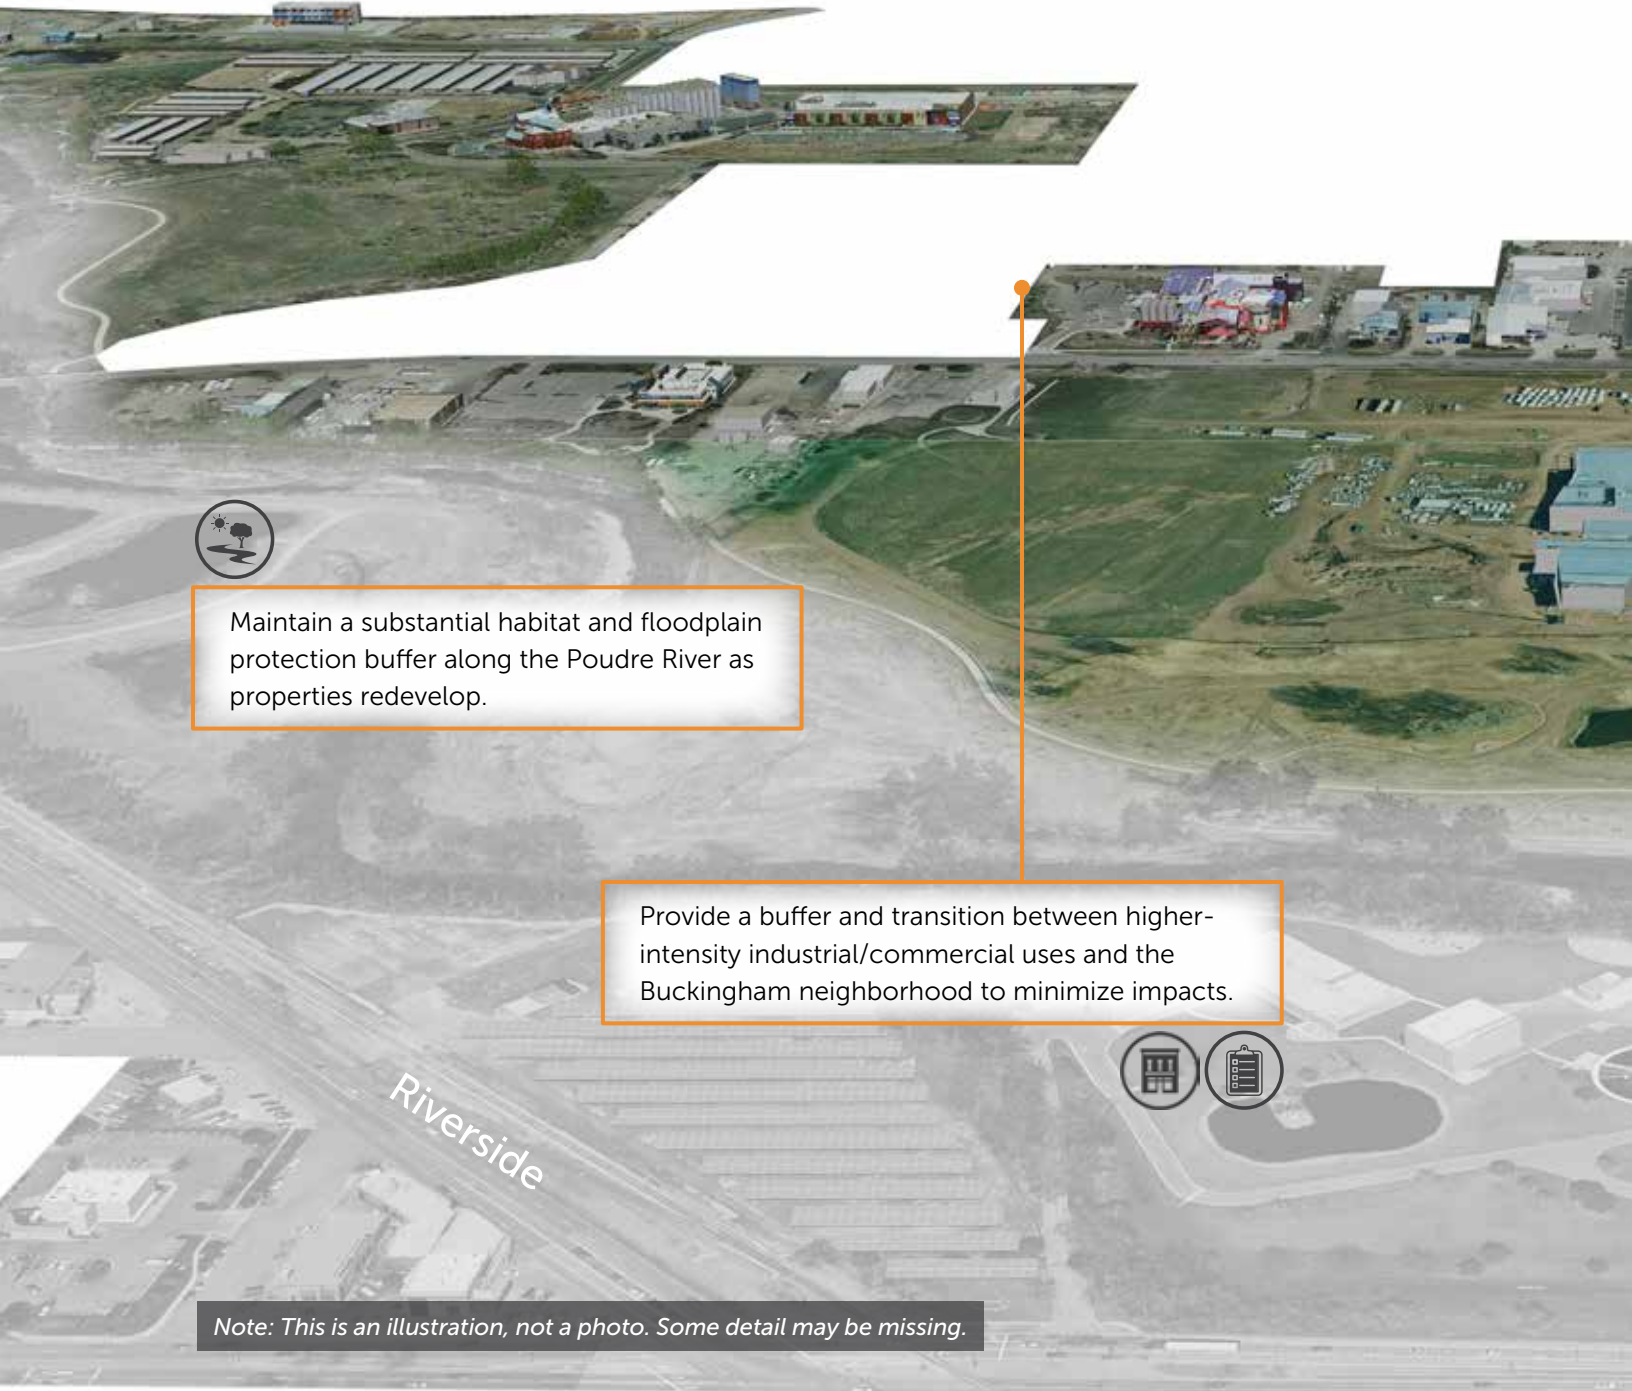 Maintain a substantial habitat and floodplain
protection buffer along the Poudre River as
properties redevelop.
Provide a buffer and transition between higher-
intensity industrial/commercial uses and the
Buckingham neighborhood to minimize impacts.
Riverside
Note: This is an illustration, not a photo. Some detail may be missing.